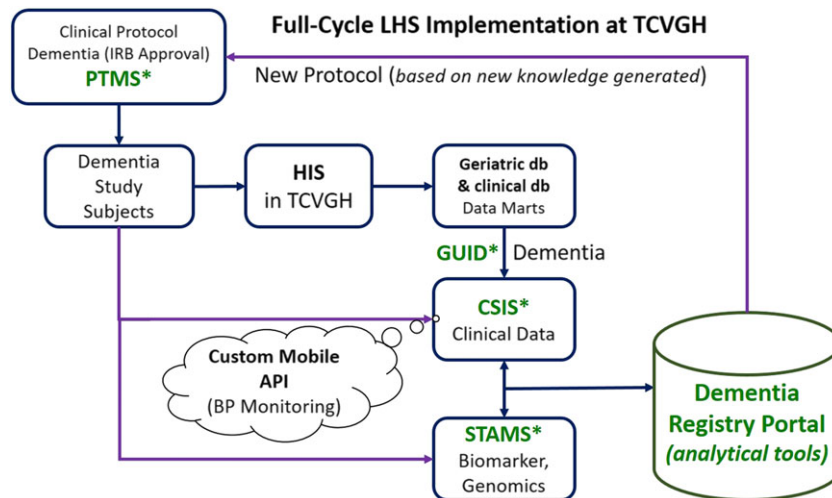 Full-Cycle LHS Implementation at TCVGH
Clinical Protocol
Dementia (IRB Approval)
PTMS*
New Protocol (based on new knowledge generated)
Dementia
Study
Subjects
HIS
in TCVGH
Geriatric db
& clinical db
Data Marts
GUID* Dementia
CSIS*
Clinical Data
Custom Mobile
API
(BP Monitoring)
STAMS*
Biomarker,
Genomics
Dementia
Registry Portal
(analytical tools)